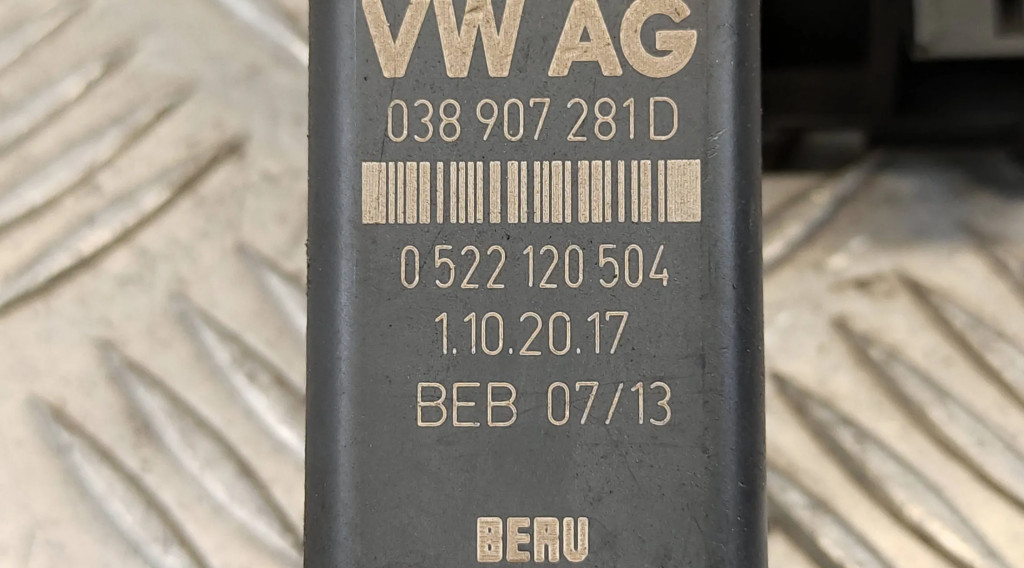 VW AG
038 907 281D
0 522 120 504
1.10.20.17
BEB 07/13
BERU